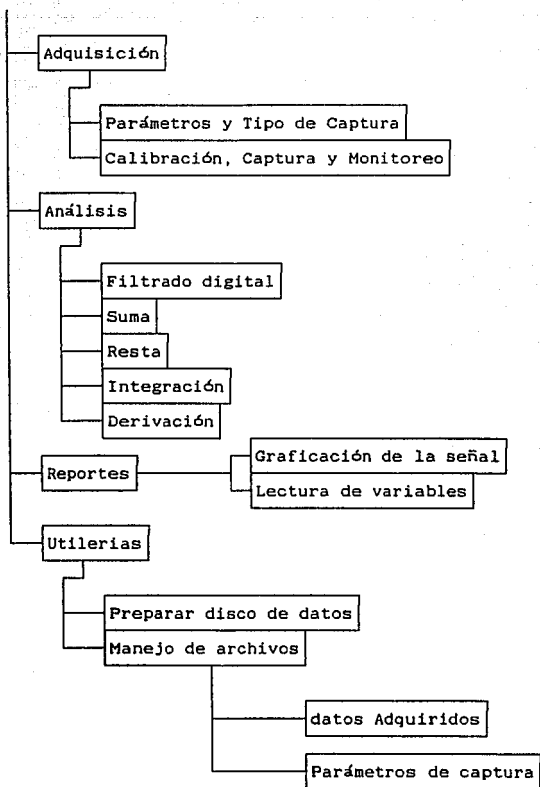 Adquisición
Parámetros y Tipo de Captura
Calibración, Captura y Monitoreo
Análisis
Filtrado digital
Suma
Resta
Integración
Derivación
Reportes
Graficación de la señal
Lectura de variables
Utilerias
Preparar disco de datos
Manejo de archivos
datos Adquiridos
Parámetros de captura